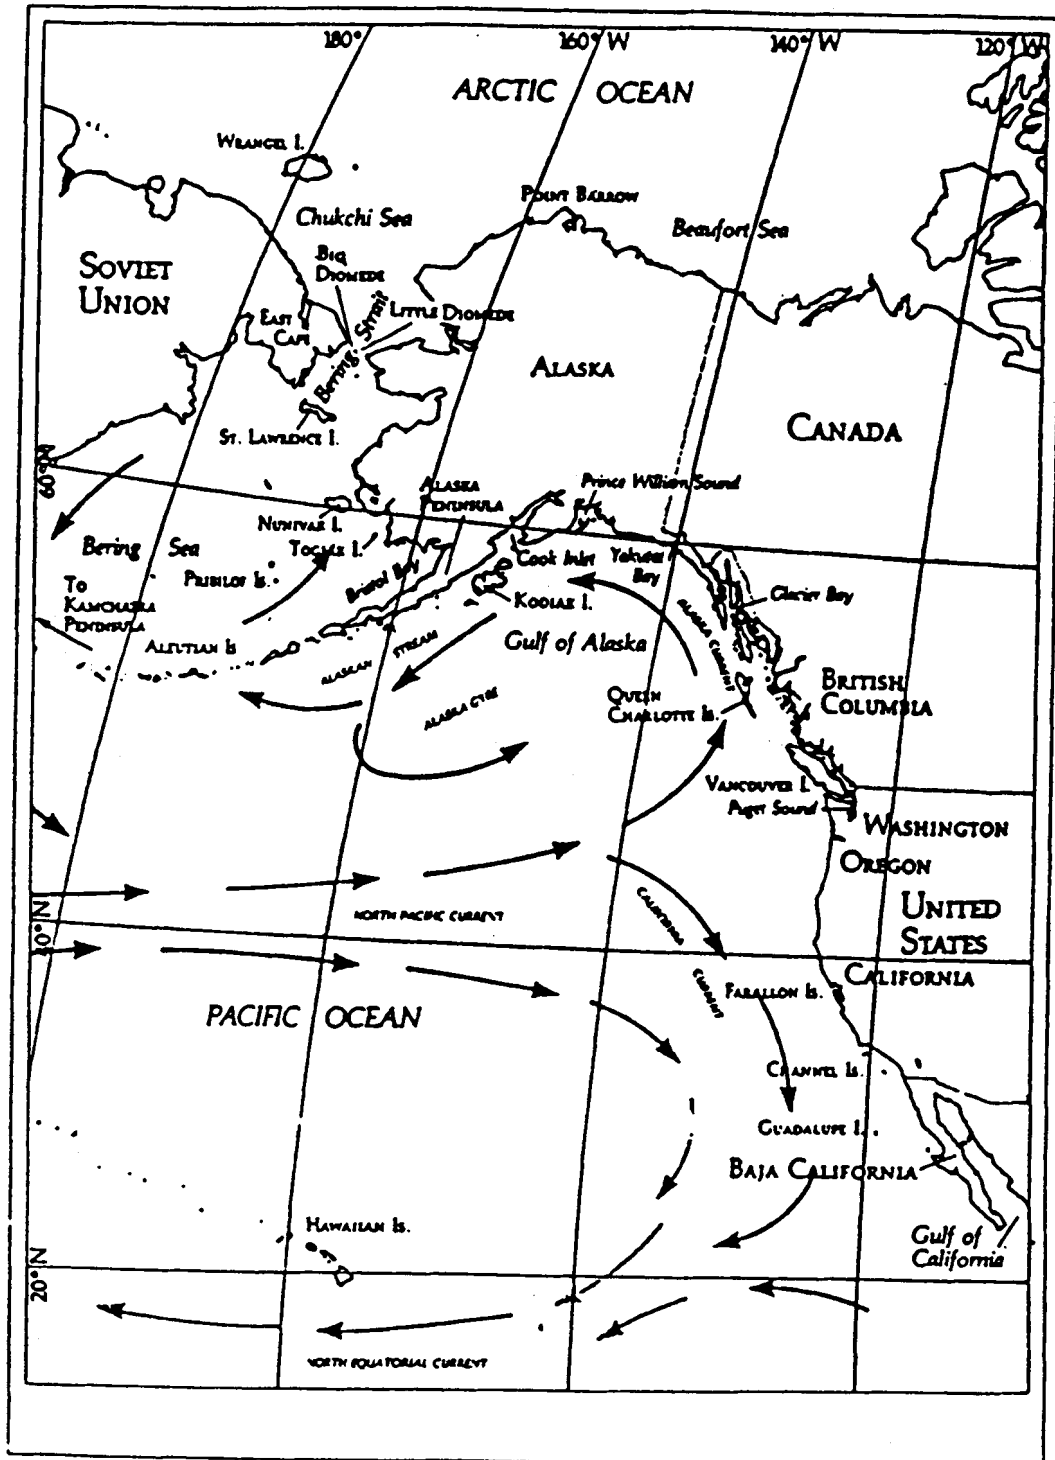 180°
160° W
140° W
120° W
ARCTIC OCEAN
WRANGEL I.
POINT BARROW
Chukchi Sea
Beaufort Sea
BIG
DIOMEDE
SOVIET
UNION
LITTLE DIOMEDE
EAST
CAPE
Bering Strait
ALASKA
CANADA
ST. LAWRENCE I.
60° N
ALASKA
PENINSULA
Prince William Sound
NUNIVAK I.
Bering Sea
Cook Inlet
Yakutat
Bay
PRIBILOF Is.
Bristol Bay
TO
KAMCHATKA
PENINSULA
KODIAK I.
Glacier Bay
ALEUTIAN Is
Gulf of Alaska
ALASKAN STREAM
ALASKA CURRENT
BRITISH
COLUMBIA
QUEEN
CHARLOTTE Is.
ALASKA GYRE
VANCOUVER I.
Puget Sound
WASHINGTON
OREGON
CALIFORNIA
CURRENT
UNITED
STATES
NORTH PACIFIC CURRENT
40° N
CALIFORNIA
FARALLON Is.
PACIFIC OCEAN
CHANNEL Is.
GUADALUPE I.
BAJA CALIFORNIA
HAWAIIAN Is.
Gulf of
California
20° N
NORTH EQUATORIAL CURRENT